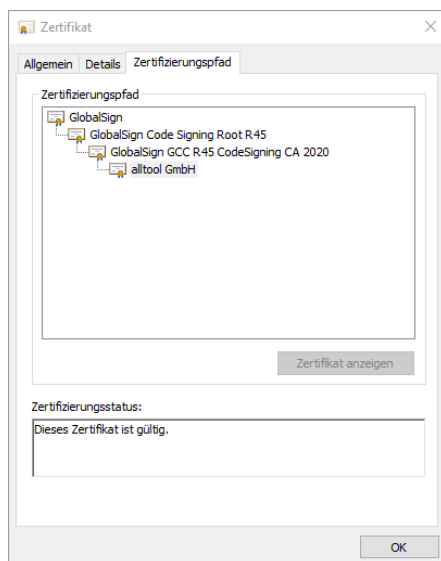 Zertifikat
Allgemein Details Zertifizierungspfad
Zertifizierungspfad
GlobalSign
GlobalSign Code Signing Root R45
GlobalSign GCC R45 CodeSigning CA 2020
alltool GmbH
Zertifikat anzeigen
Zertifizierungsstatus:
Dieses Zertifikat ist gültig.
OK